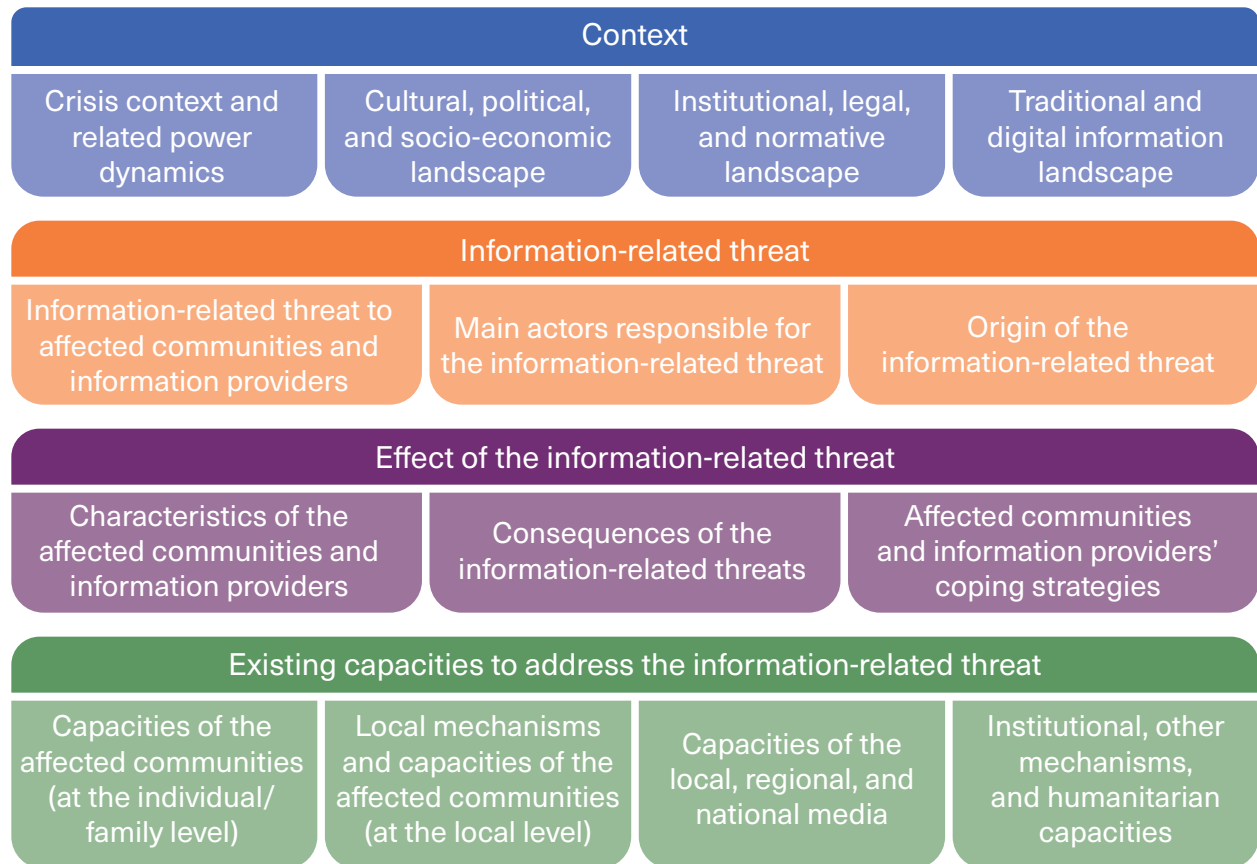 Context
Crisis context and
related power
dynamics
Cultural, political,
and socio-economic
landscape
Institutional, legal,
and normative
landscape
Traditional and
digital information
landscape
Information-related threat
Information-related threat to
affected communities and
information providers
Main actors responsible for
the information-related threat
Origin of the
information-related threat
Effect of the information-related threat
Characteristics of the
affected communities and
information providers
Consequences of the
information-related threats
Affected communities
and information providers’
coping strategies
Existing capacities to address the information-related threat
Capacities of the
affected communities
(at the individual/
family level)
Local mechanisms
and capacities of the
affected communities
(at the local level)
Capacities of the
local, regional, and
national media
Institutional, other
mechanisms,
and humanitarian
capacities